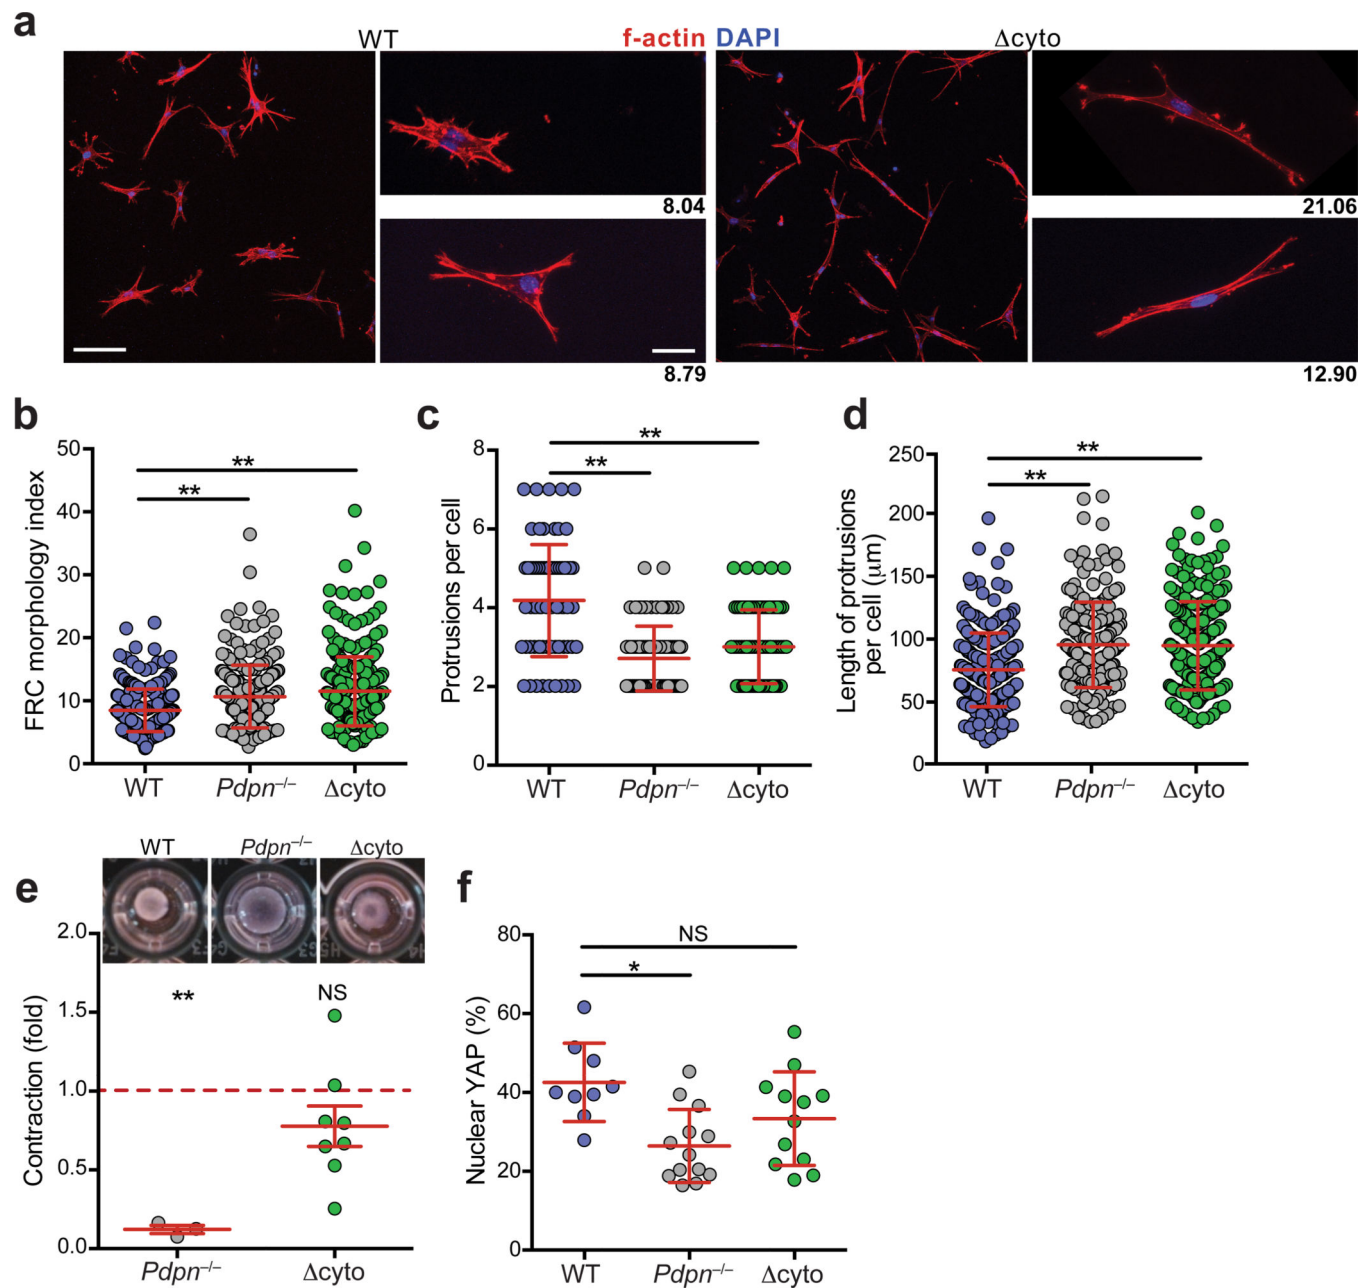 a
WT
f-actin DAPI
Δcyto
8.04
21.06
8.79
12.90
b
FRC morphology index
50
40
30
20
10
0
**
**
WT
Pdpn–/–
Δcyto
c
Protrusions per cell
8
6
4
2
0
**
**
WT
Pdpn–/–
Δcyto
d
Length of protrusions
per cell (μm)
250
200
150
100
50
0
**
**
WT
Pdpn–/–
Δcyto
e
WT
Pdpn–/–
Δcyto
Contraction (fold)
2.0
1.5
1.0
0.5
0.0
**
NS
Pdpn–/–
Δcyto
f
Nuclear YAP (%)
80
60
40
20
0
NS
*
WT
Pdpn–/–
Δcyto